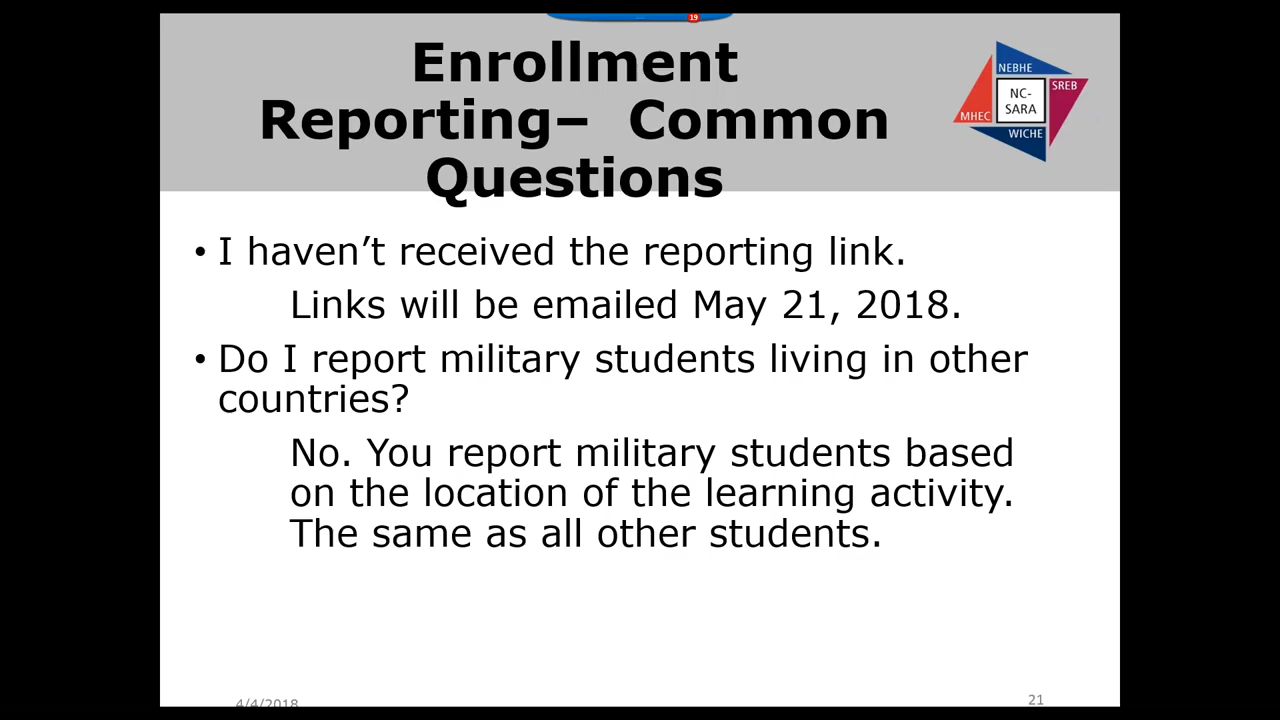 19
Enrollment
Reporting– Common
Questions
NEBHE
SREB
NC-
SARA
MHEC
WICHE
• I haven’t received the reporting link.
Links will be emailed May 21, 2018.
• Do I report military students living in other
countries?
No. You report military students based
on the location of the learning activity.
The same as all other students.
4/4/2018
21